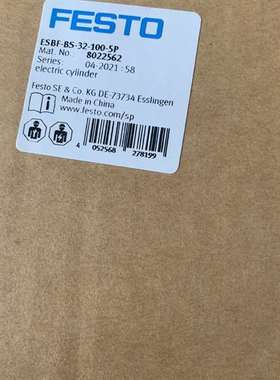 FESTO
ESBF-BS-32-100-5P
Mat. No.: 8022562
Series: 04-2021 : 58
electric cylinder
Festo SE & Co. KG DE-73734 Esslingen
Made in China
www.festo.com/sp
4 052568 278199